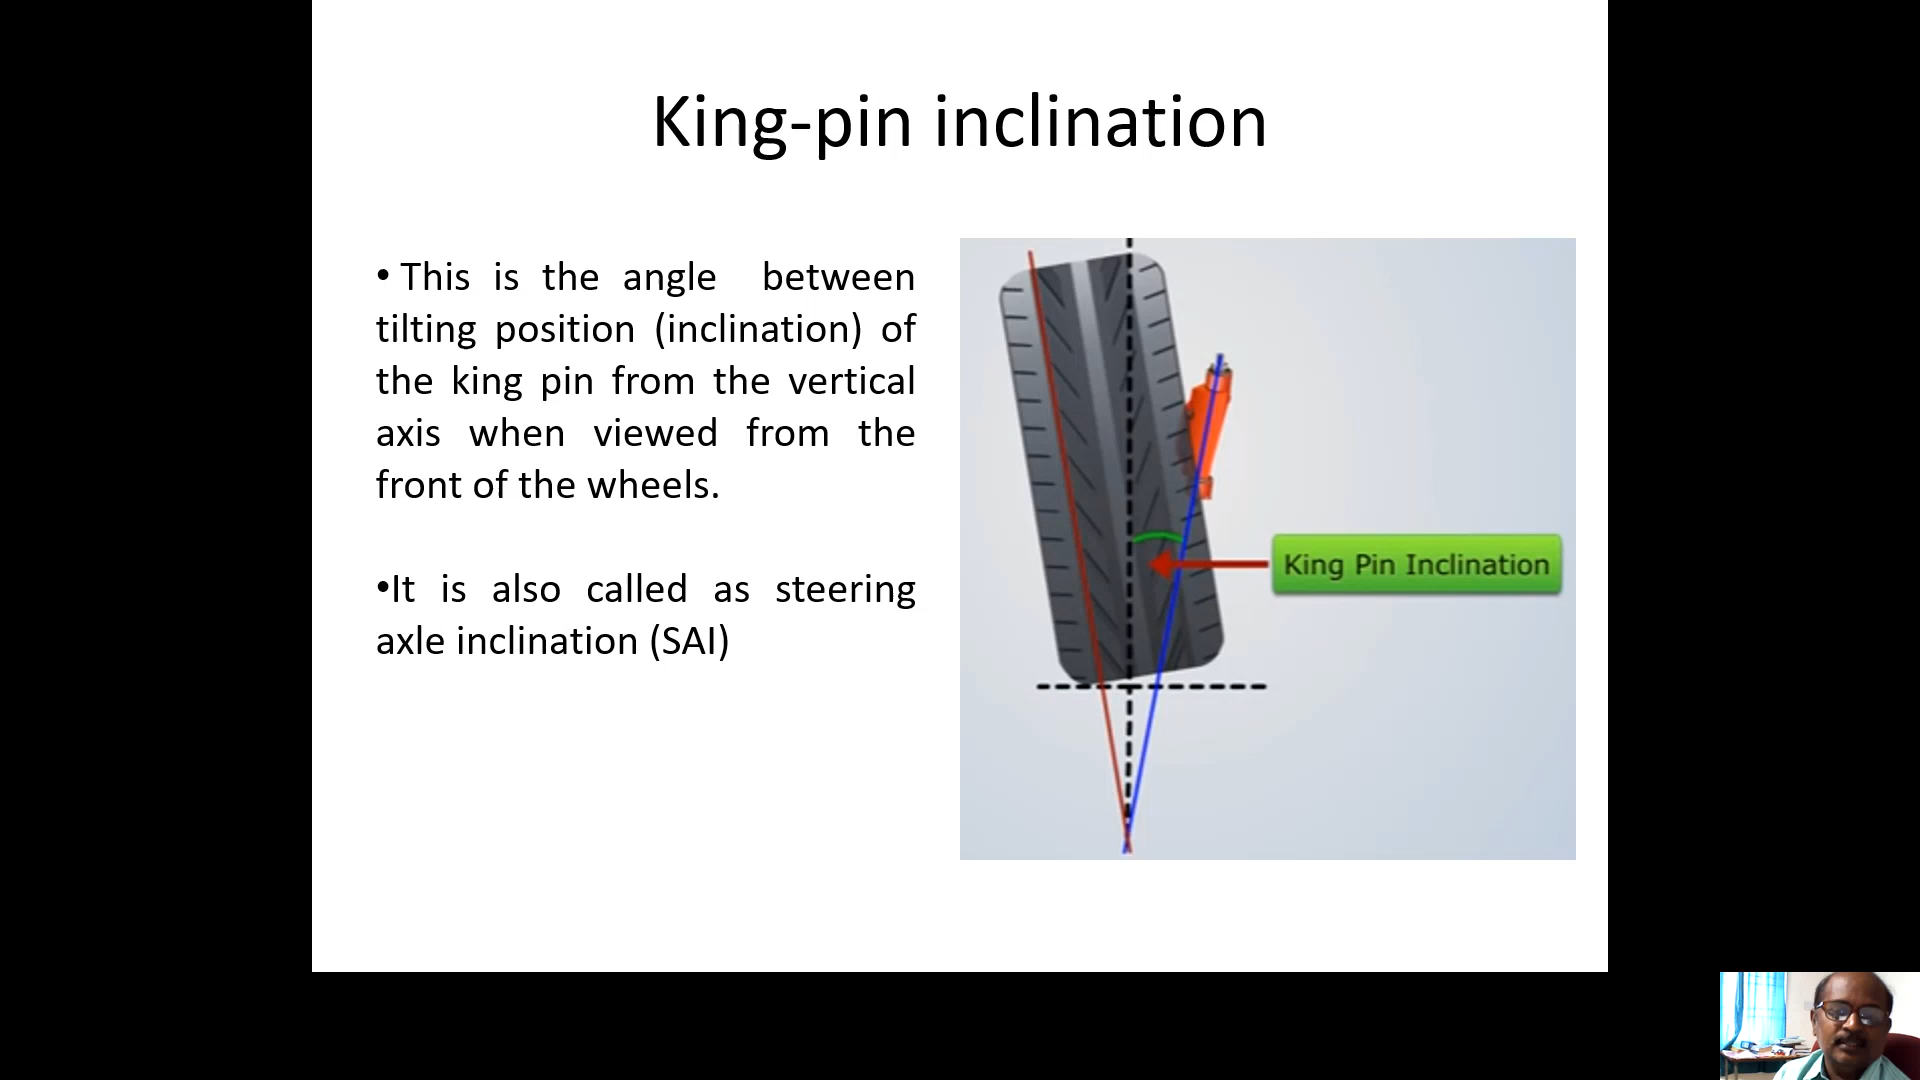 King-pin inclination
• This is the angle between
tilting position (inclination) of
the king pin from the vertical
axis when viewed from the
front of the wheels.
•It is also called as steering
axle inclination (SAI)
King Pin Inclination